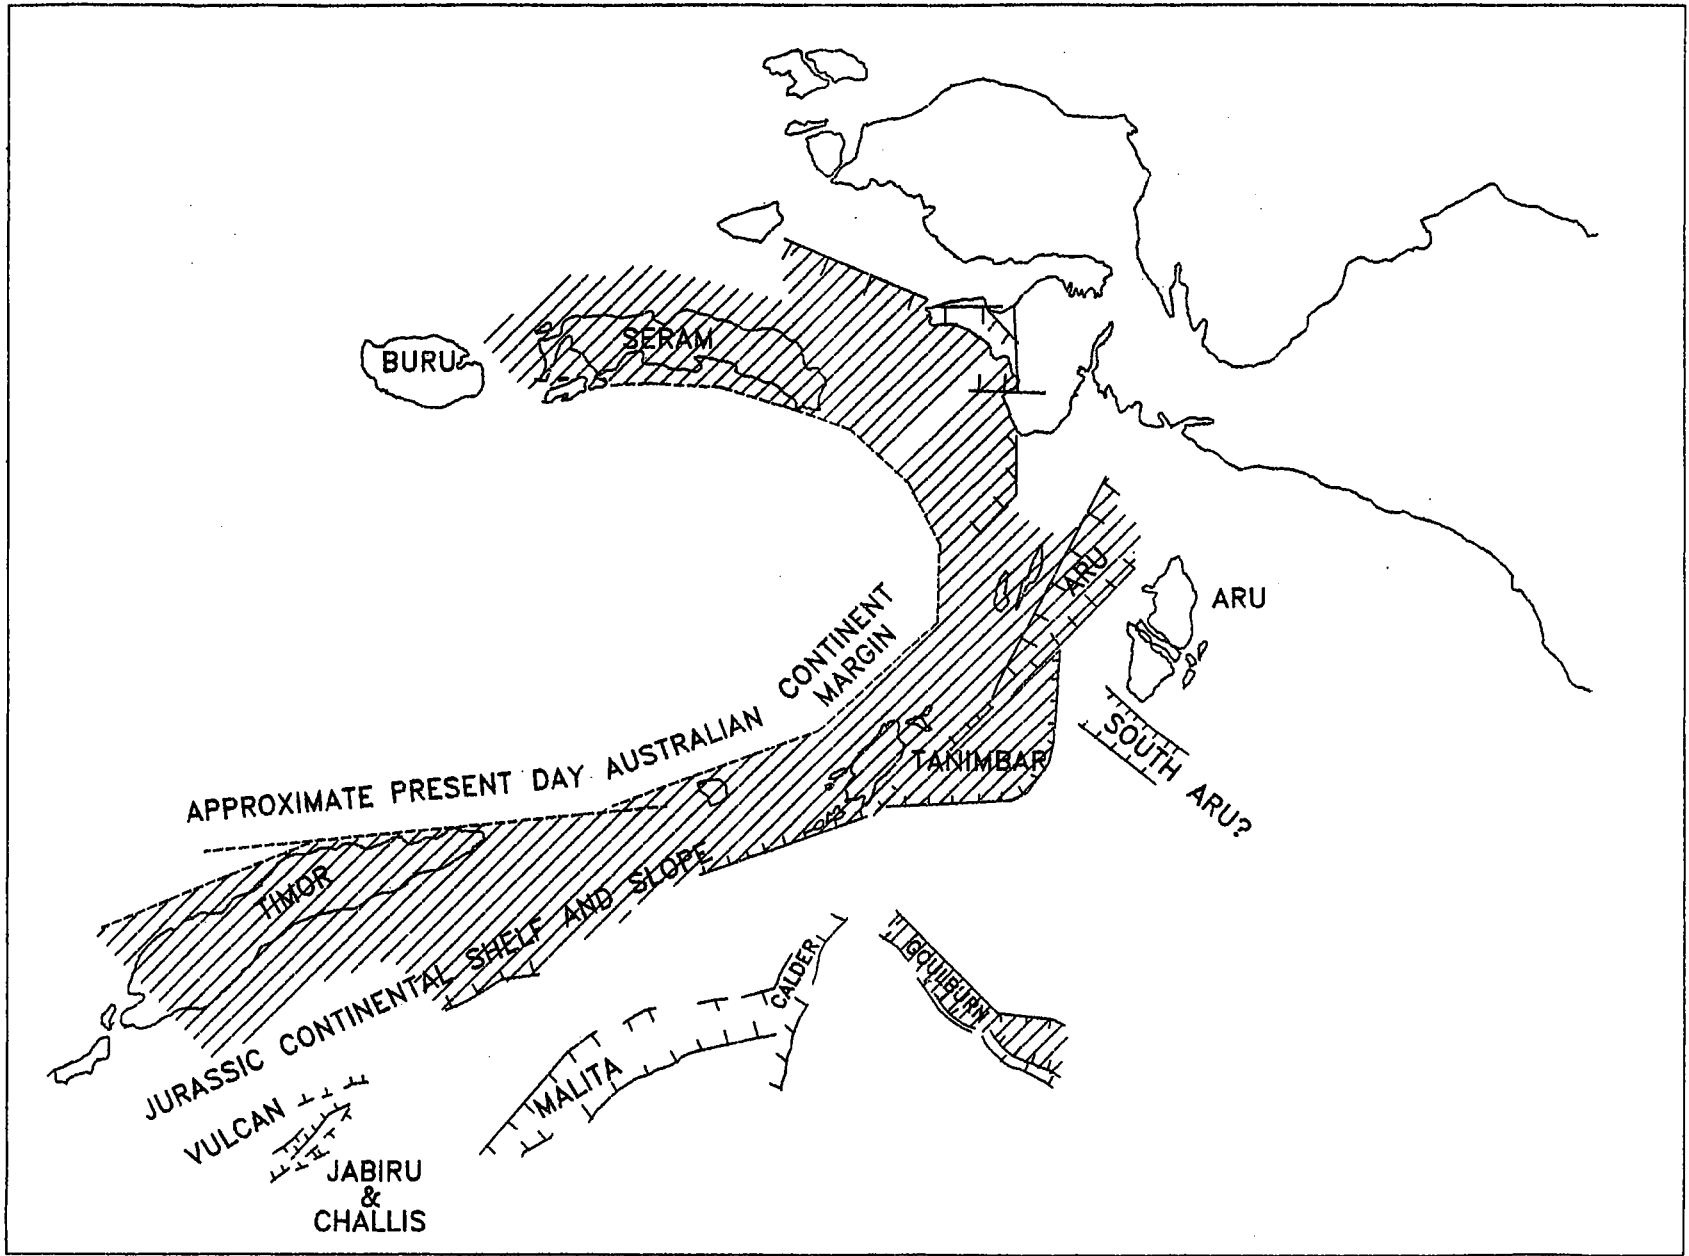 SERAM
BURU
ARU
ARU
CONTINENT
MARGIN
APPROXIMATE PRESENT DAY AUSTRALIAN
TANIMBAR
SOUTH ARU?
TIMOR
JURASSIC CONTINENTAL SHELF AND SLOPE
CALDER
GOULBURN
MALITA
VULCAN
JABIRU
&
CHALLIS